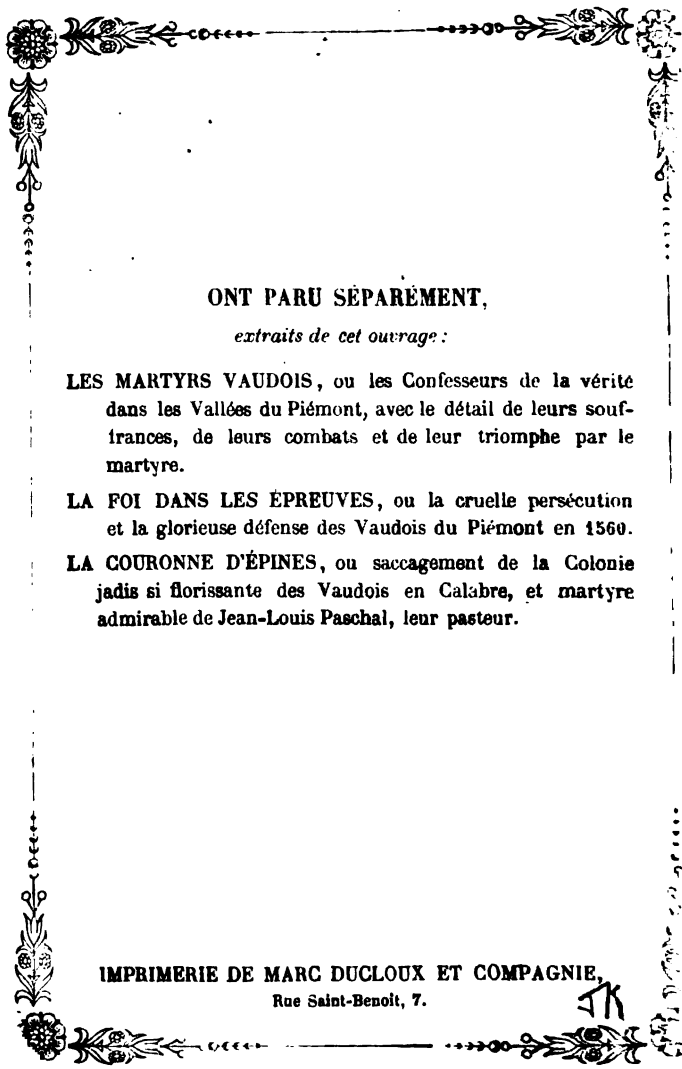 ONT PARU SÉPARÉMENT,
extraits de cet ouvrage :
LES MARTYRS VAUDOIS, ou les Confesseurs de la vérité
dans les Vallées du Piémont, avec le détail de leurs souf-
frances, de leurs combats et de leur triomphe par le
martyre.
LA FOI DANS LES ÉPREUVES, ou la cruelle persécution
et la glorieuse défense des Vaudois du Piémont en 1560.
LA COURONNE D'ÉPINES, ou saccagement de la Colonie
jadis si florissante des Vaudois en Calabre, et martyre
admirable de Jean-Louis Paschal, leur pasteur.
IMPRIMERIE DE MARC DUCLOUX ET COMPAGNIE,
Rue Saint-Benoît, 7.
JK